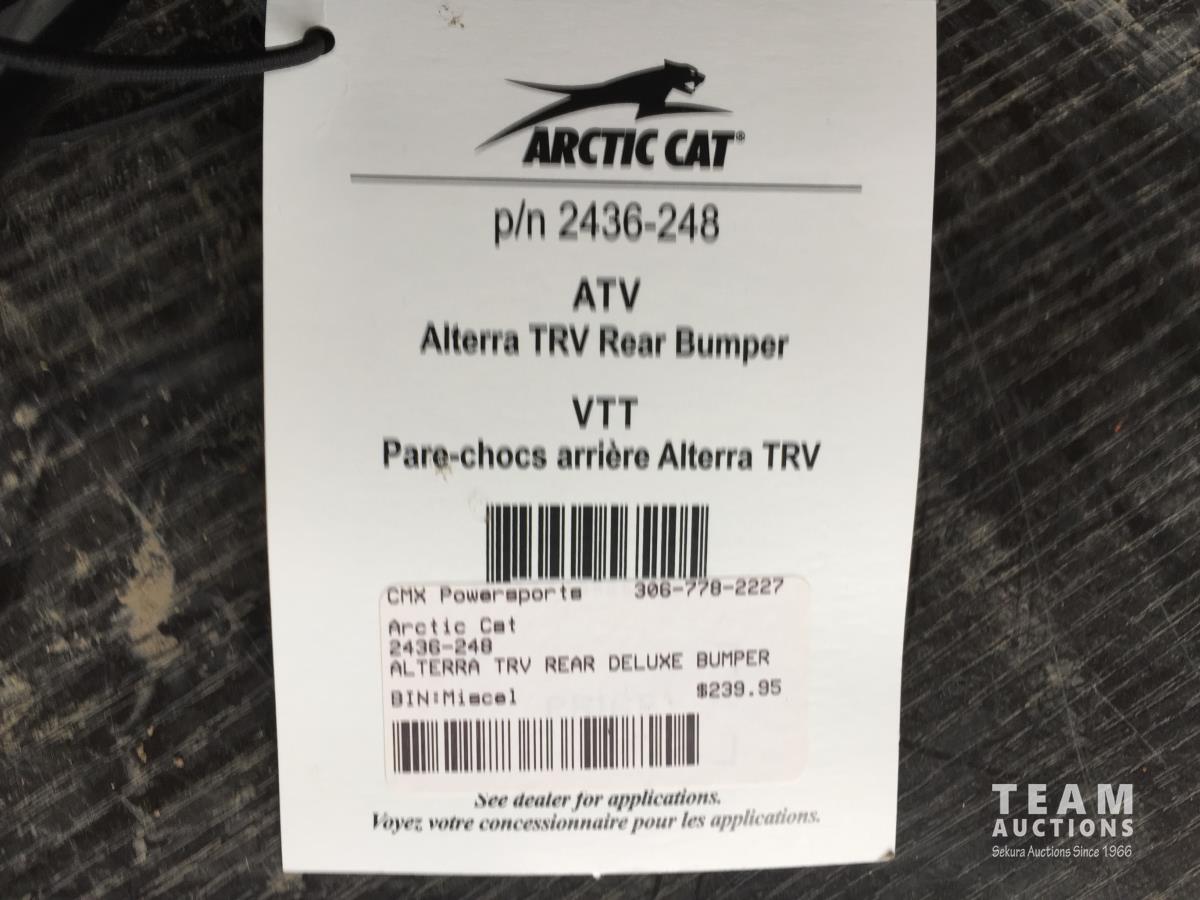 ARCTIC CAT®
p/n 2436-248
ATV
Alterra TRV Rear Bumper
VTT
Pare-chocs arrière Alterra TRV
CMX Powersports 306-778-2227
Arctic Cat
2436-248
ALTERRA TRV REAR DELUXE BUMPER
BIN:Miscel $239.95
See dealer for applications.
Voyez votre concessionnaire pour les applications.
TEAM
AUCTIONS
Sekura Auctions Since 1966